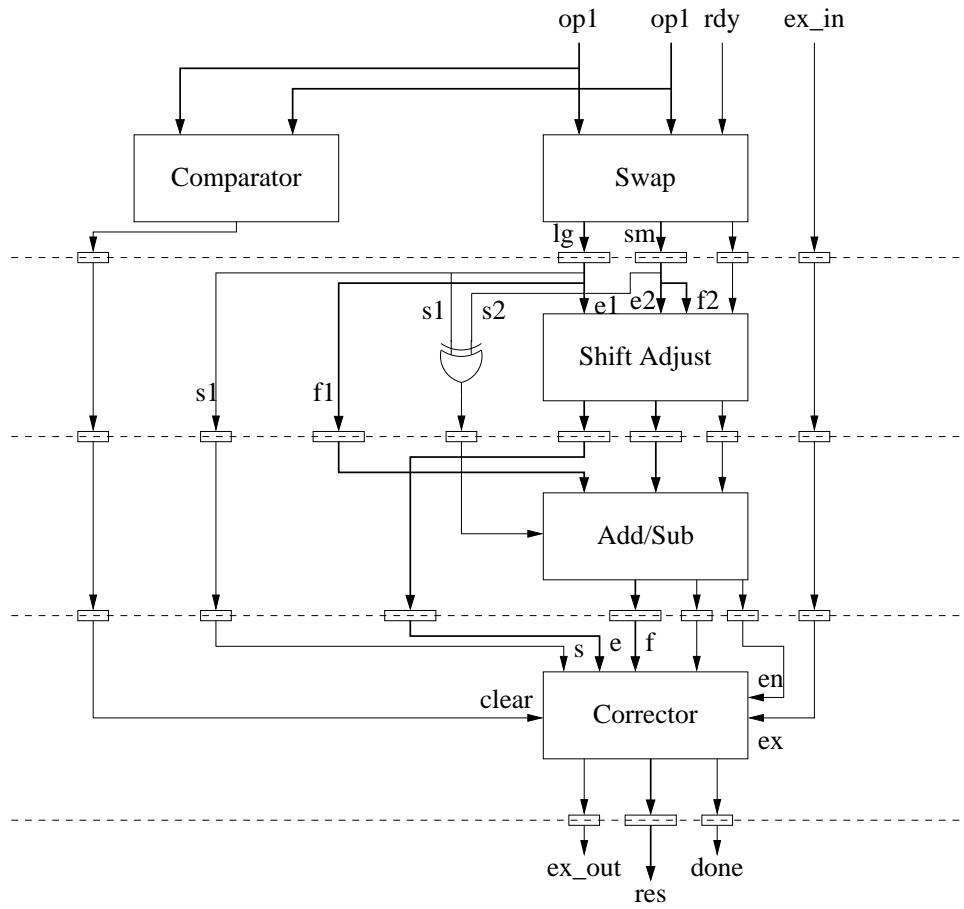 op1 op1 rdy ex_in
Comparator Swap
lg sm
s1 s2 e1 e2 f2
Shift Adjust
s1 f1
Add/Sub
s e f
en
clear Corrector
ex
ex_out done
res